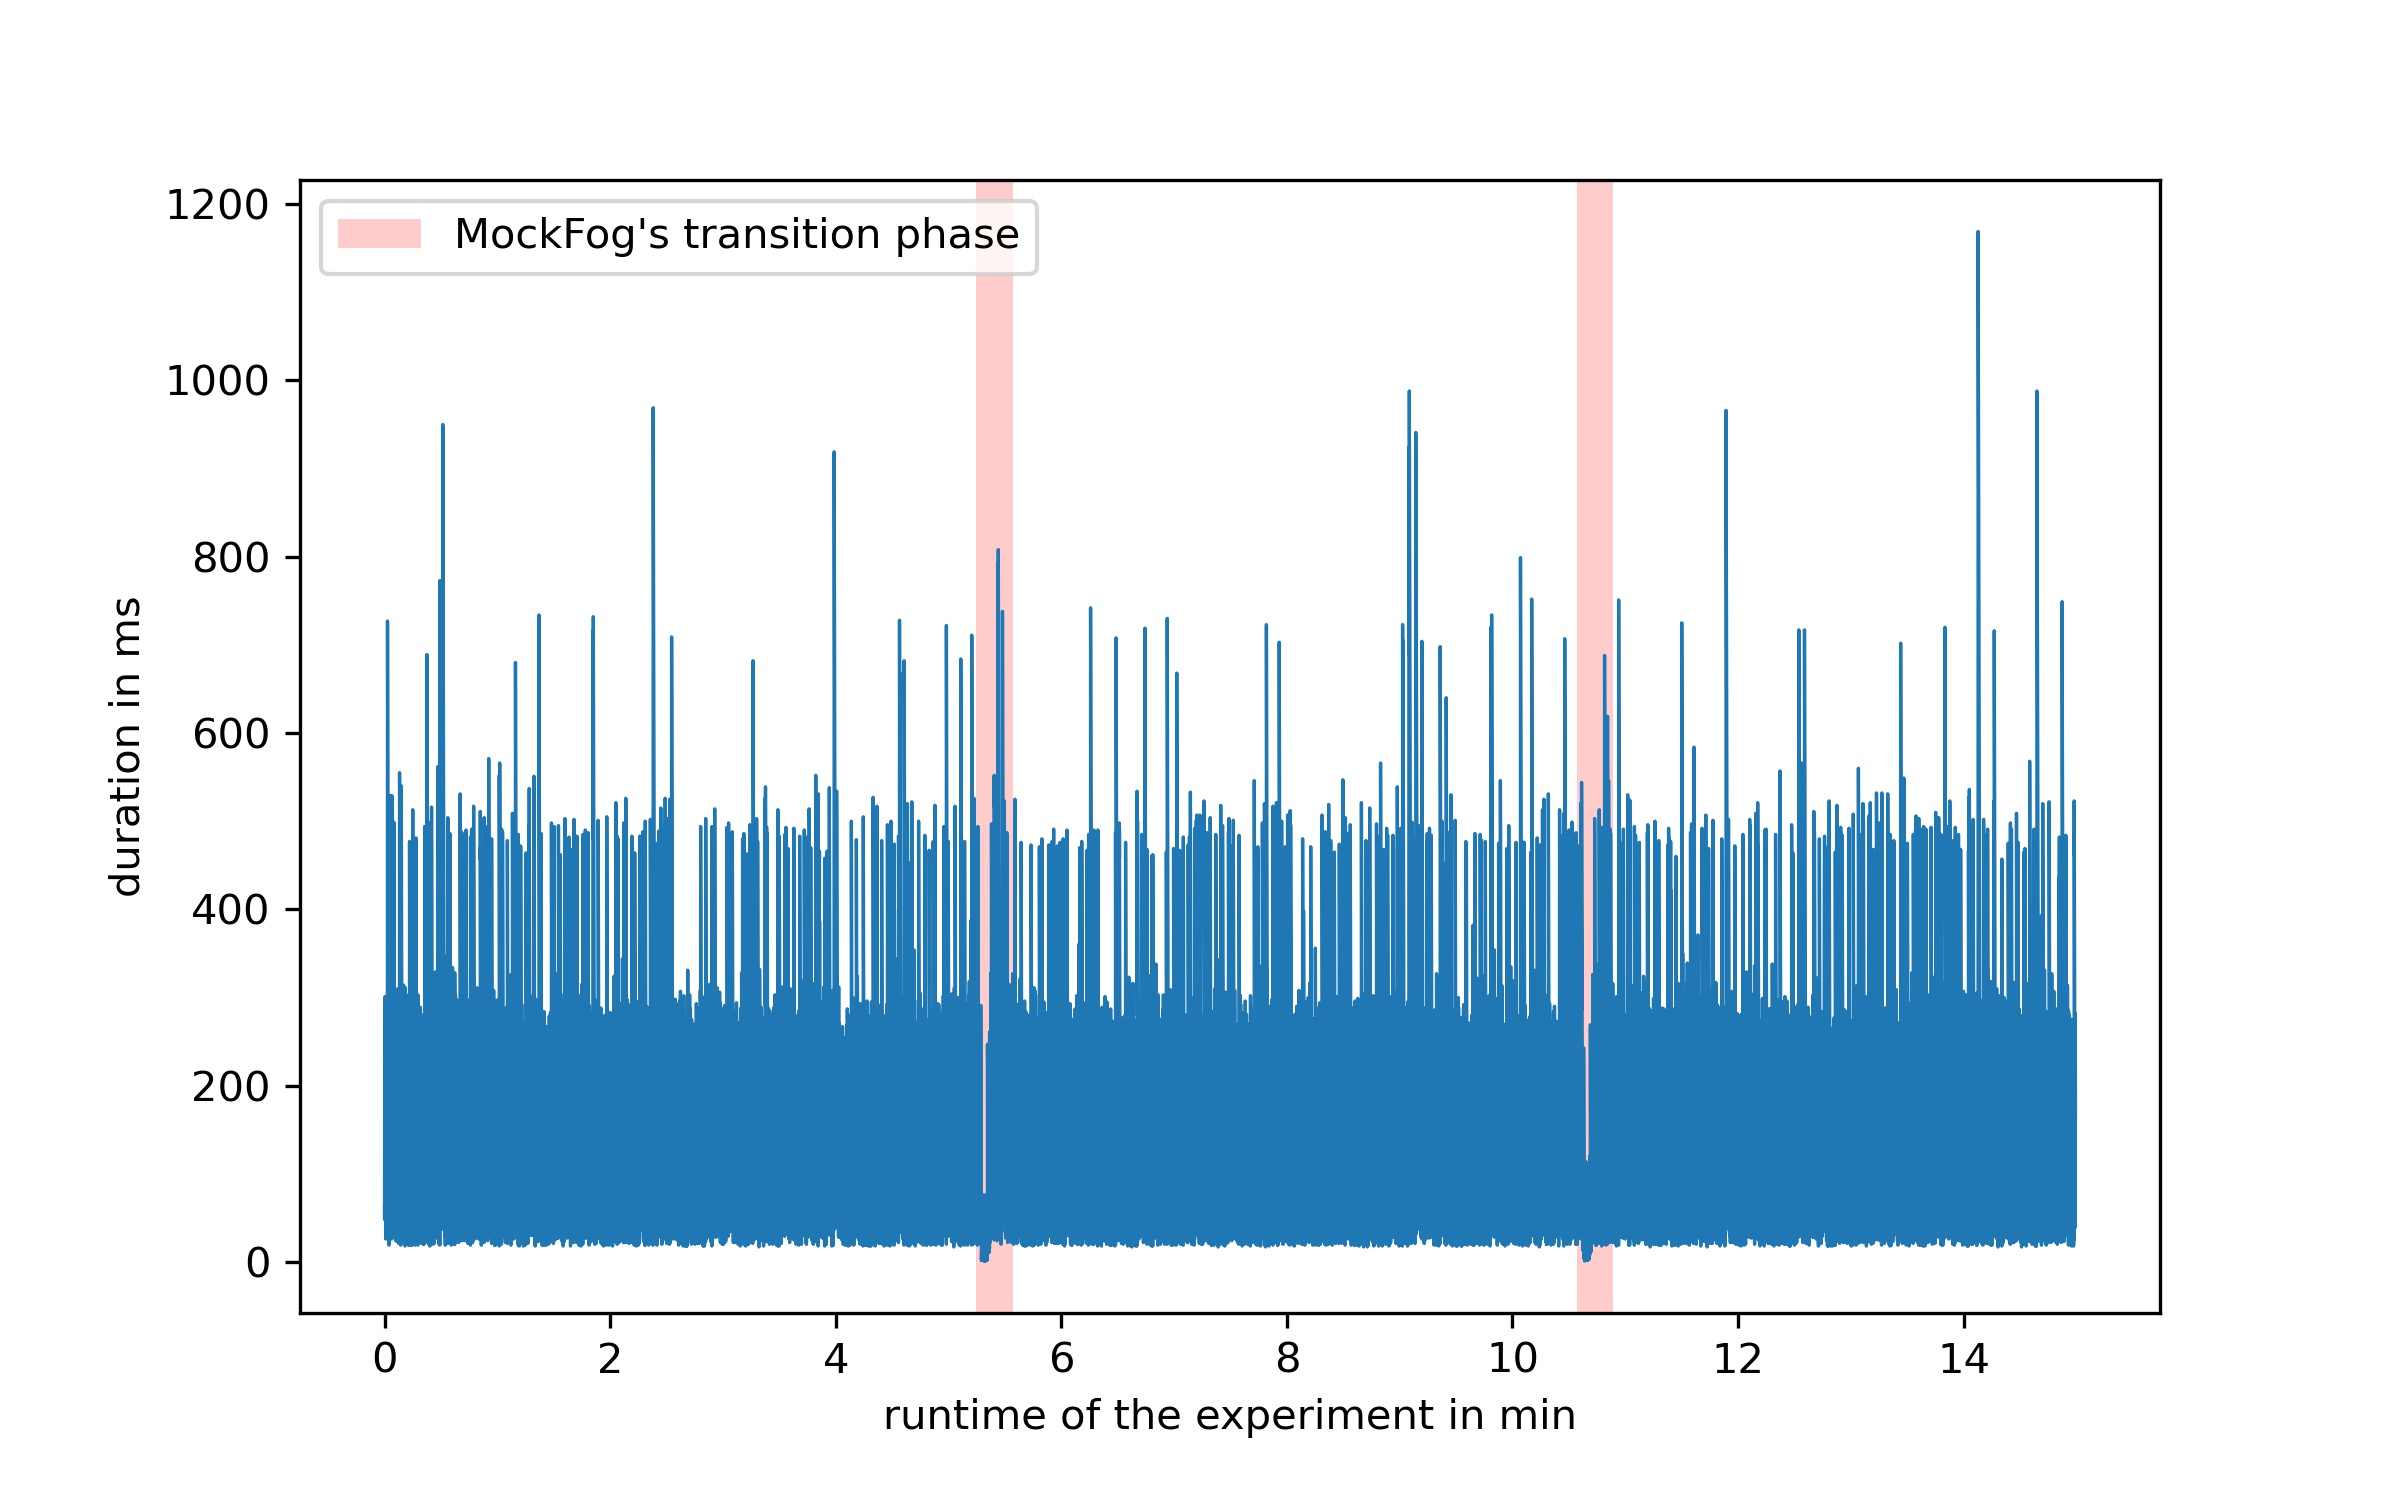 MockFog's transition phase
1200
1000
800
600
400
200
0
duration in ms
0 2 4 6 8 10 12 14
runtime of the experiment in min